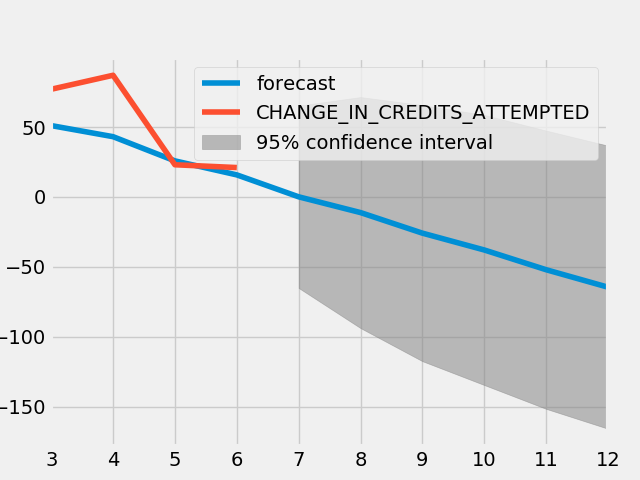 forecast
CHANGE_IN_CREDITS_ATTEMPTED
95% confidence interval
50
0
−50
−100
−150
3 4 5 6 7 8 9 10 11 12